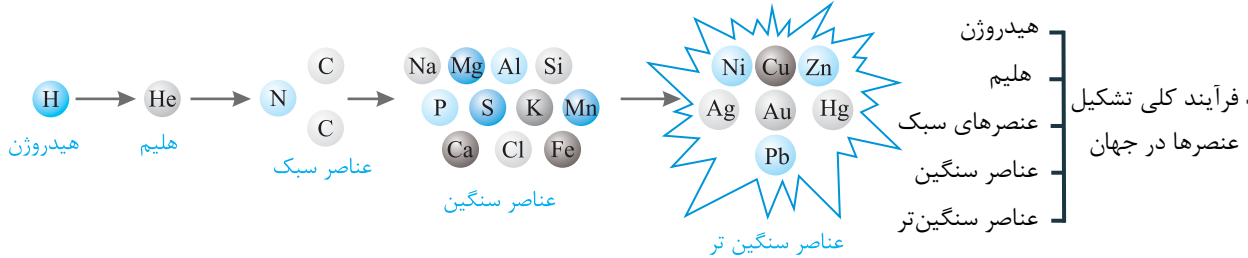 فرآیند کلی تشکیل
عنصرها در جهان
هیدروژن
هلیم
عنصرهای سبک
عناصر سنگین
عناصر سنگین‌تر
H
هیدروژن
He
هلیم
C
N
C
عناصر سبک
Na Mg Al Si
P S K Mn
Ca Cl Fe
عناصر سنگین
Ni Cu Zn
Ag Au Hg
Pb
عناصر سنگین تر